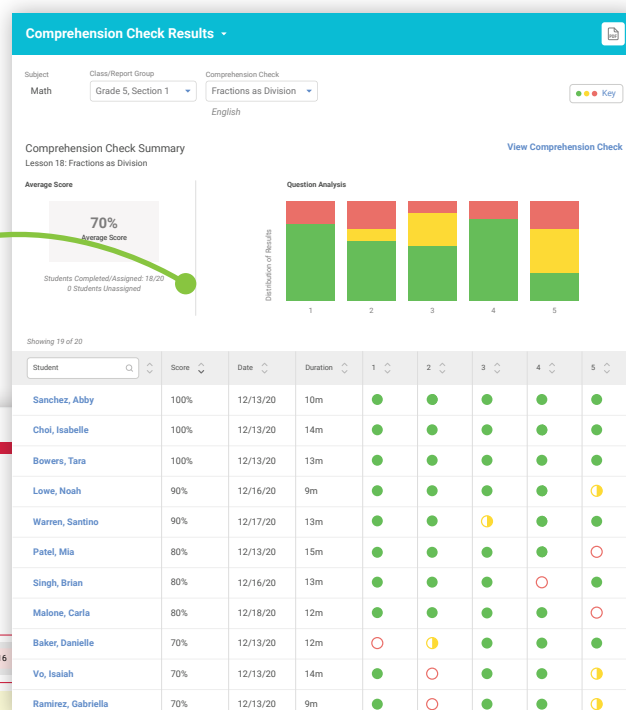 Comprehension Check Results
PDF
Subject Class/Report Group Comprehension Check
Math Grade 5, Section 1 Fractions as Division
English
Key
Comprehension Check Summary
View Comprehension Check
Lesson 18: Fractions as Division
Average Score
Question Analysis
70%
Average Score
Students Completed/Assigned: 18/20
0 Students Unassigned
Distribution of Results
1 2 3 4 5
Showing 19 of 20
Student Score Date Duration 1 2 3 4 5
Sanchez, Abby 100% 12/13/20 10m
Choi, Isabelle 100% 12/13/20 14m
Bowers, Tara 100% 12/13/20 13m
Lowe, Noah 90% 12/16/20 9m
Warren, Santino 90% 12/17/20 13m
Patel, Mia 80% 12/13/20 15m
Singh, Brian 80% 12/16/20 13m
Malone, Carla 80% 12/18/20 12m
Baker, Danielle 70% 12/13/20 12m
Vo, Isaiah 70% 12/13/20 14m
Ramirez, Gabriella 70% 12/13/20 9m